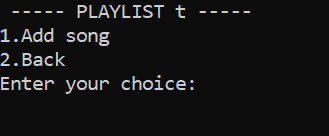 ----- PLAYLIST t -----
1.Add song
2.Back
Enter your choice: